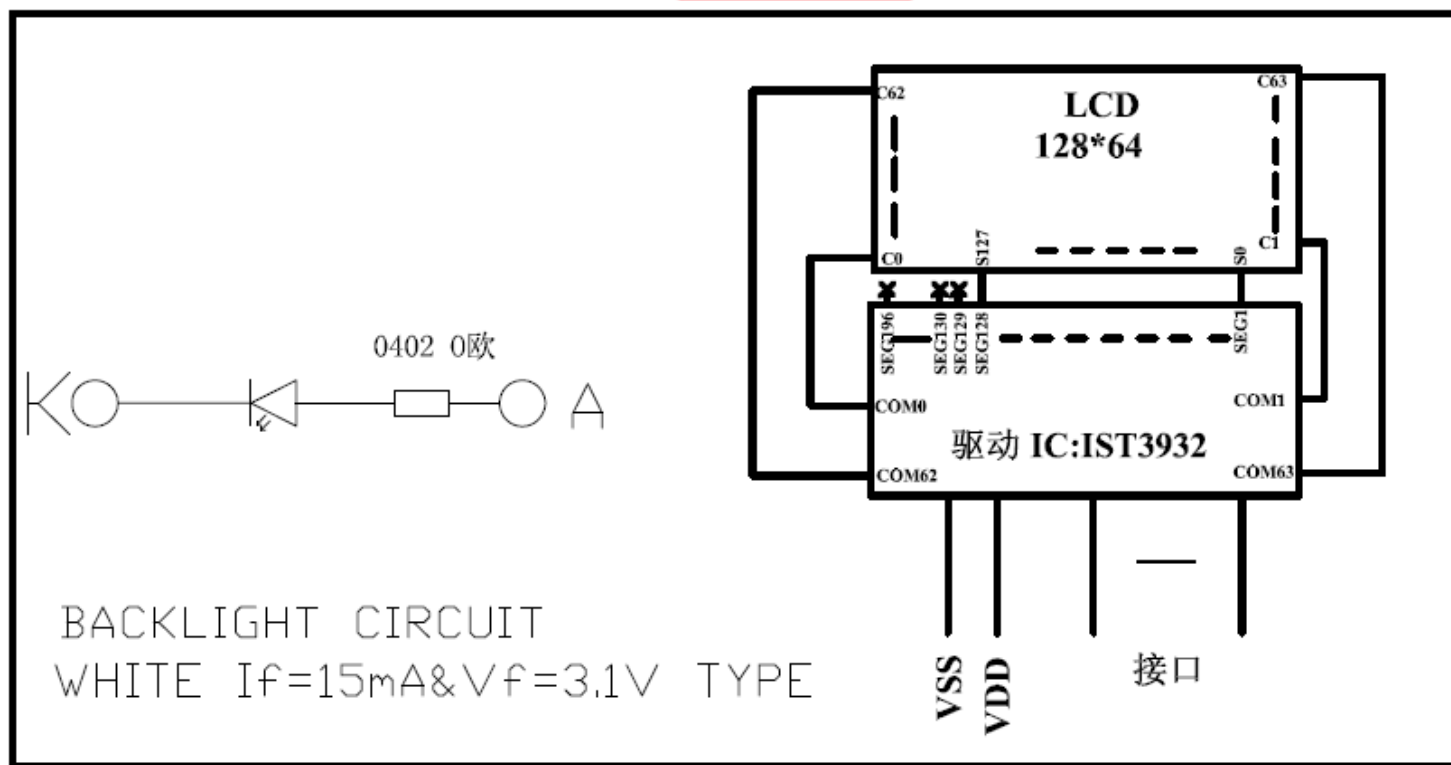 C62
C63
LCD
128*64
C0
S127
S0
C1
SEG196
SEG130
SEG129
SEG128
SEG1
0402 0欧
K
A
COM0
COM1
驱动 IC:IST3932
COM62
COM63
BACKLIGHT CIRCUIT
WHITE If=15mA&Vf=3.1V TYPE
VSS
VDD
接口